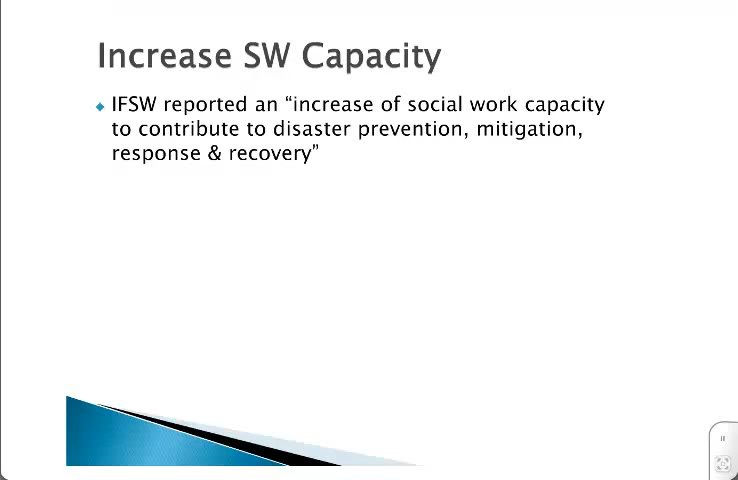 Increase SW Capacity
IFSW reported an “increase of social work capacity
to contribute to disaster prevention, mitigation,
response & recovery”